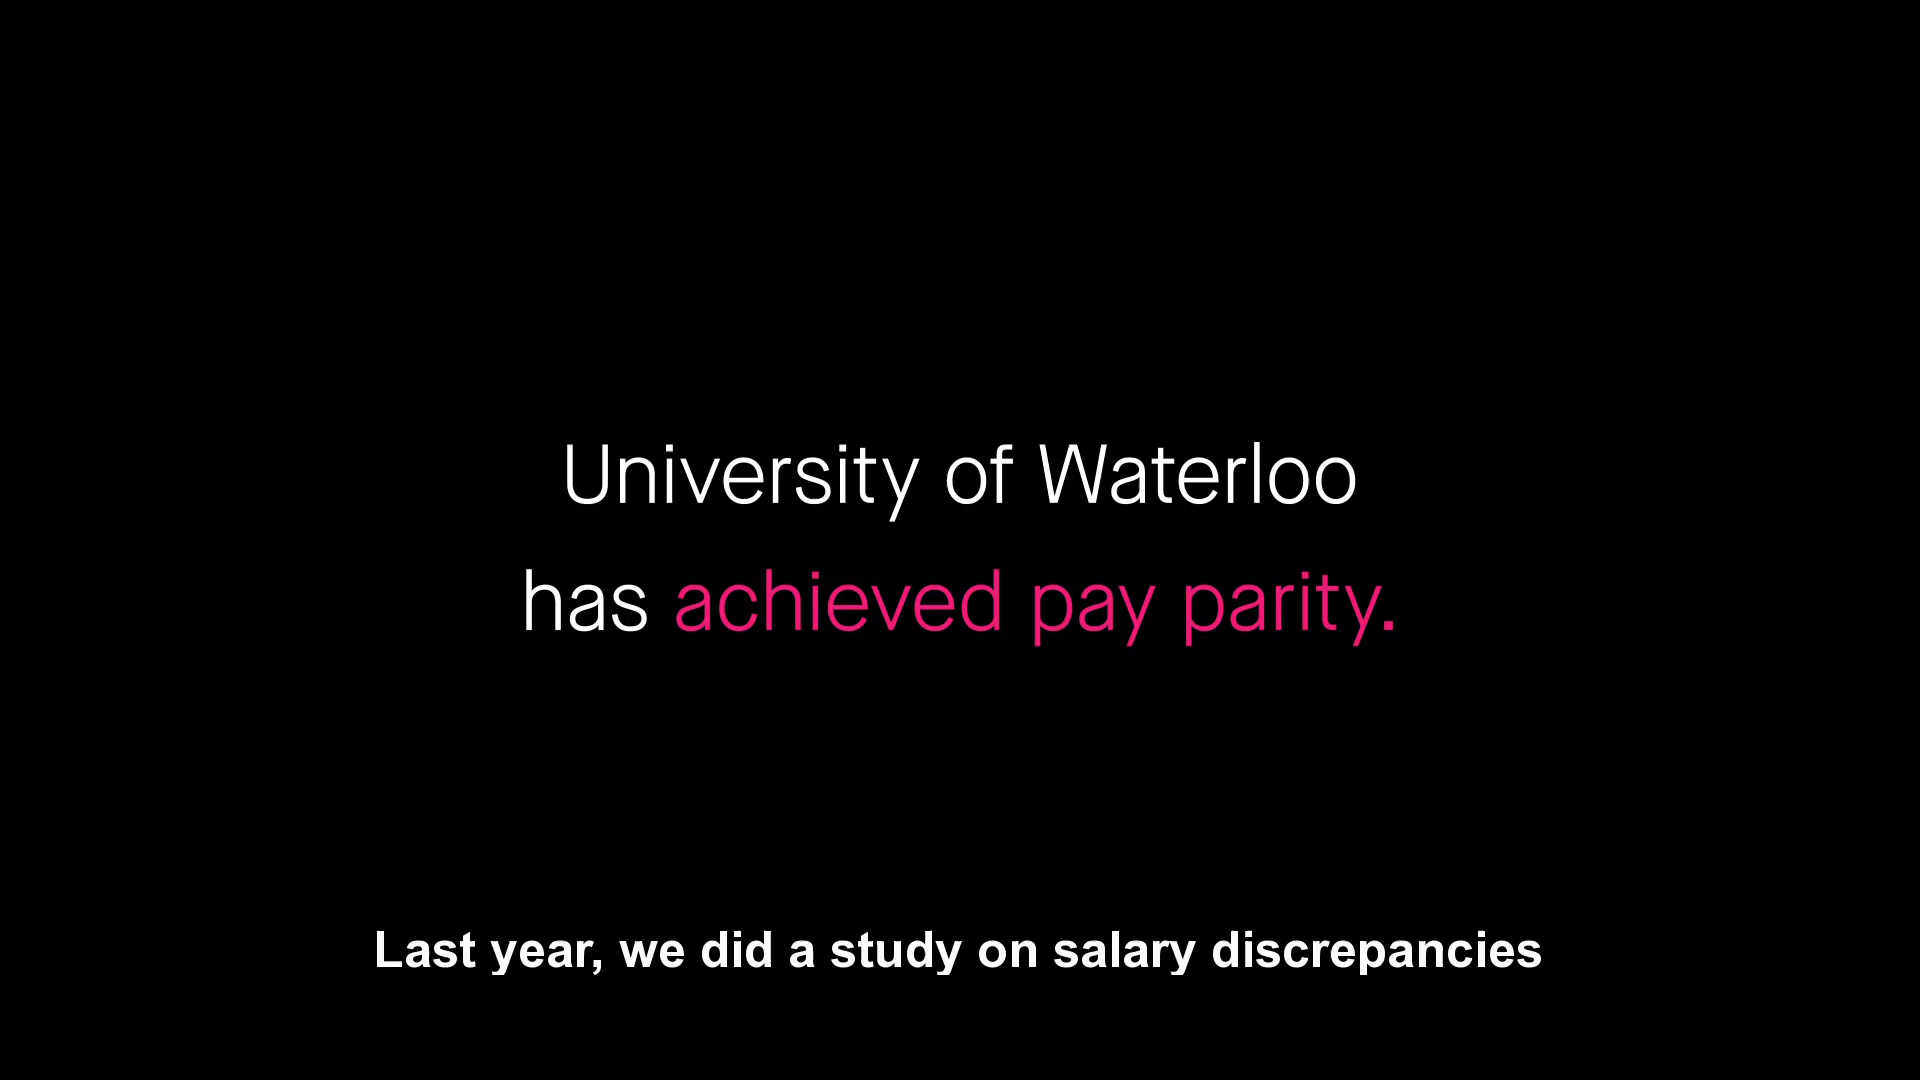 University of Waterloo
has achieved pay parity.
Last year, we did a study on salary discrepancies